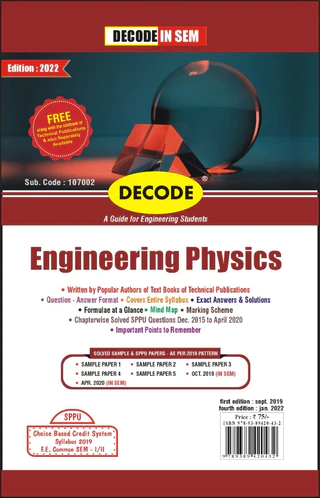 DECODE IN SEM
Edition : 2022
FREE
along with the textbook of
Technical Publications
& also Separately
Available
Sub. Code : 107002
DECODE
®
A Guide for Engineering Students
Engineering Physics
• Written by Popular Authors of Text Books of Technical Publications
• Question - Answer Format • Covers Entire Syllabus • Exact Answers & Solutions
• Formulae at a Glance • Mind Map • Marking Scheme
• Chapterwise Solved SPPU Questions Dec. 2015 to April 2020
• Important Points to Remember
SOLVED SAMPLE & SPPU PAPERS - AS PER 2019 PATTERN
• SAMPLE PAPER 1 • SAMPLE PAPER 2 • SAMPLE PAPER 3
• SAMPLE PAPER 4 • SAMPLE PAPER 5 • OCT. 2019 (IN SEM)
• APR. 2020 (IN SEM)
first edition : sept. 2019
fourth edition : jan. 2022
Price : ₹ 75/-
SPPU
Choice Based Credit System
Syllabus 2019
F.E. Common SEM - I/II